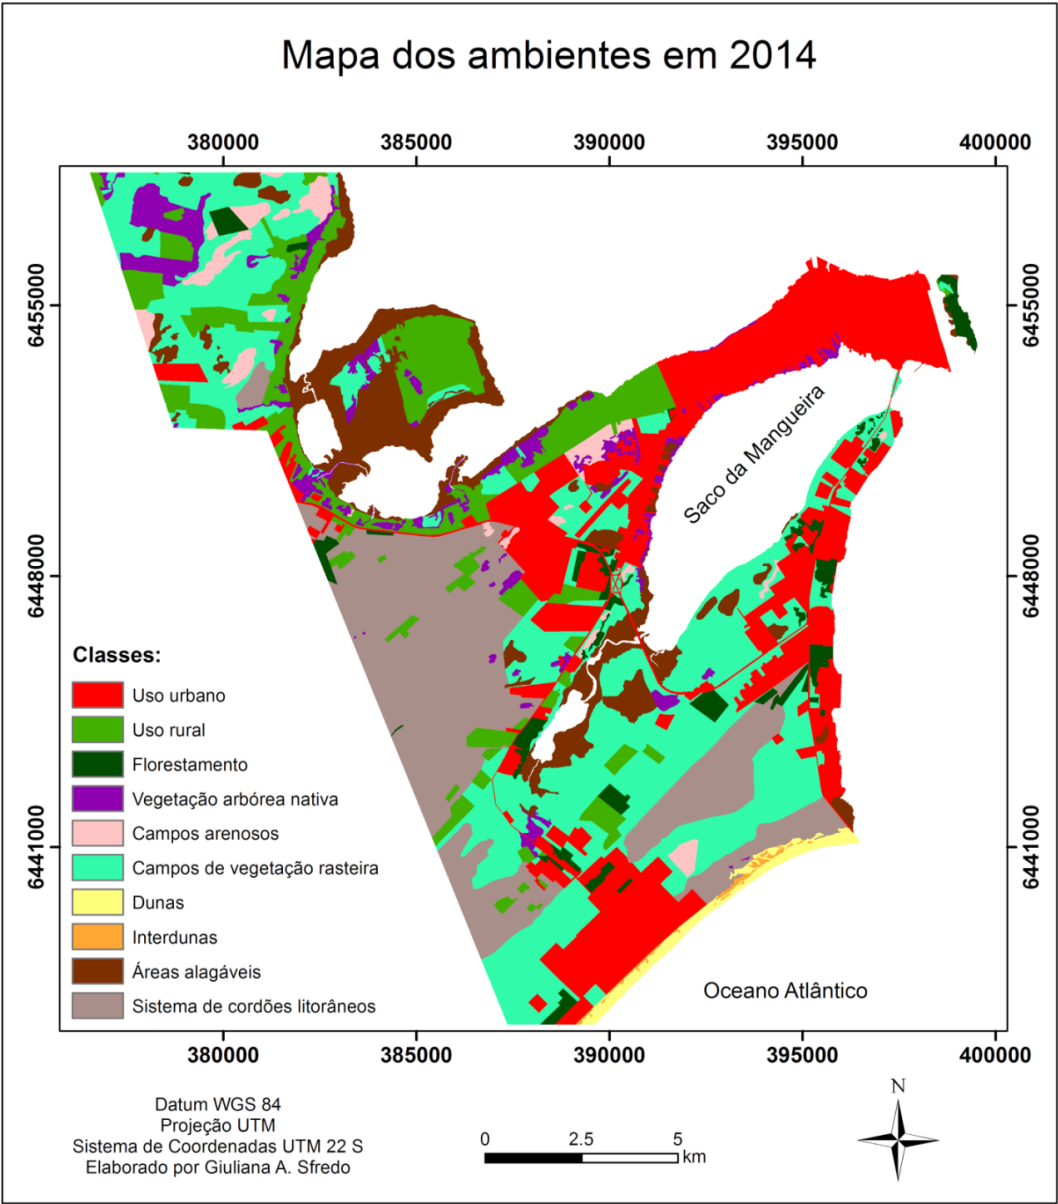 Mapa dos ambientes em 2014
380000 385000 390000 395000 400000
6455000 6455000
Saco da Mangueira
6448000 6448000
Classes:
Uso urbano
Uso rural
Florestamento
Vegetação arbórea nativa
Campos arenosos
6441000 6441000
Campos de vegetação rasteira
Dunas
Interdunas
Áreas alagáveis
Oceano Atlântico
Sistema de cordões litorâneos
380000 385000 390000 395000 400000
Datum WGS 84
Projeção UTM
Sistema de Coordenadas UTM 22 S
Elaborado por Giuliana A. Sfredo
0 2.5 5
km
N